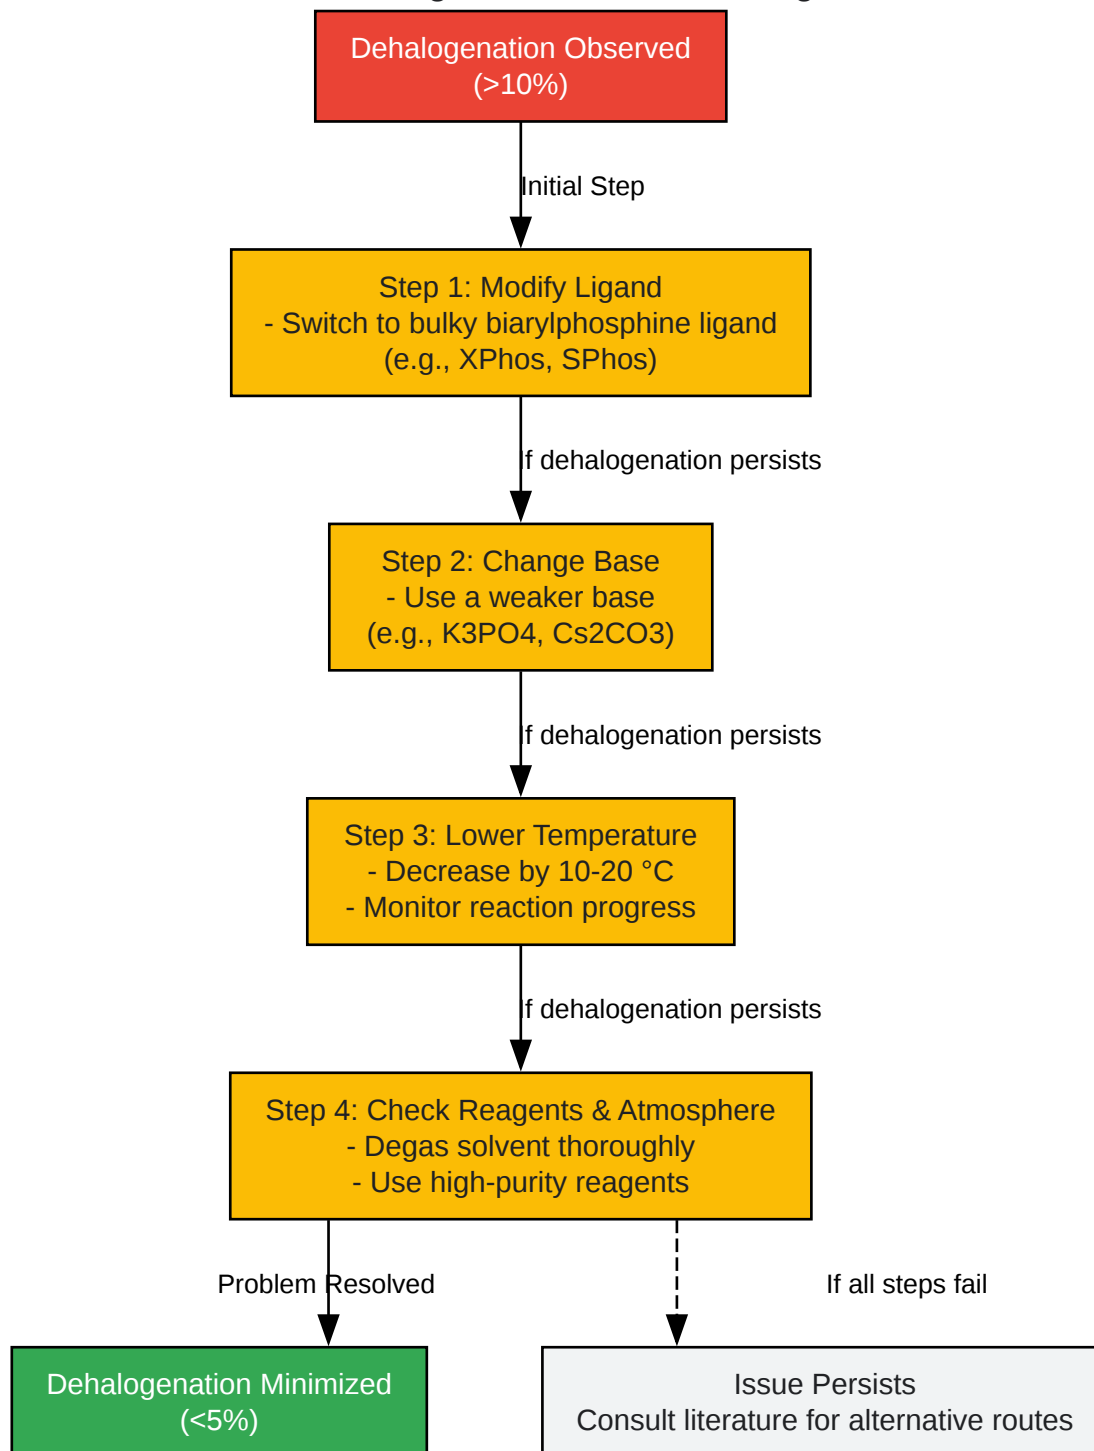 Dehalogenation Observed
(>10%)
Initial Step
Step 1: Modify Ligand
- Switch to bulky biarylphosphine ligand
(e.g., XPhos, SPhos)
If dehalogenation persists
Step 2: Change Base
- Use a weaker base
(e.g., K3PO4, Cs2CO3)
If dehalogenation persists
Step 3: Lower Temperature
- Decrease by 10-20 °C
- Monitor reaction progress
If dehalogenation persists
Step 4: Check Reagents & Atmosphere
- Degas solvent thoroughly
- Use high-purity reagents
Problem Resolved
If all steps fail
Dehalogenation Minimized
(<5%)
Issue Persists
Consult literature for alternative routes